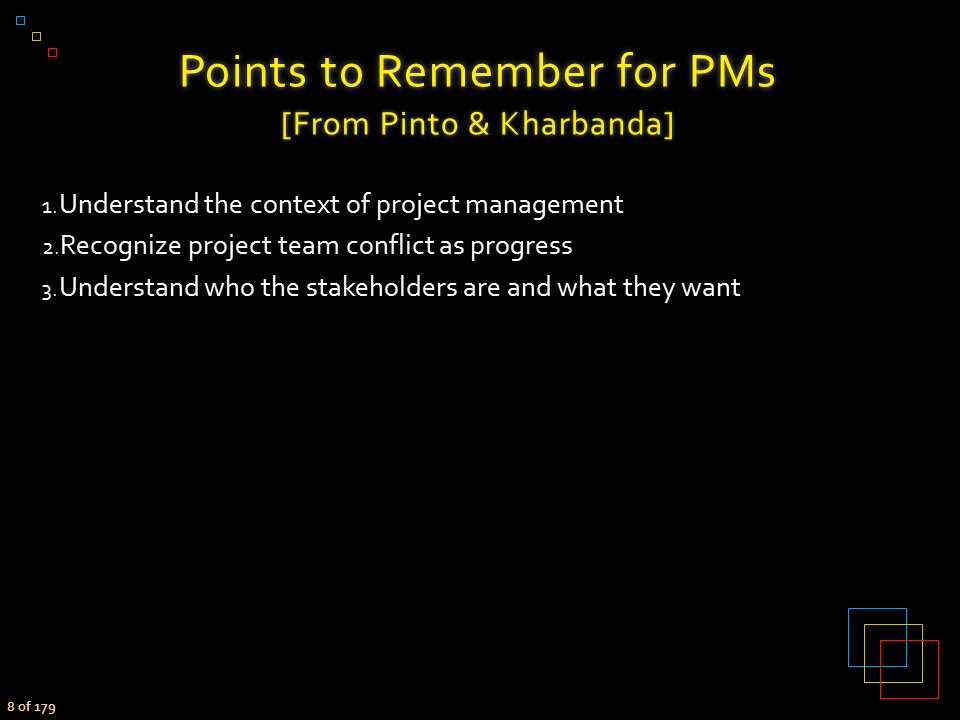 Points to Remember for PMs
[From Pinto & Kharbanda]
1.Understand the context of project management
2.Recognize project team conflict as progress
3.Understand who the stakeholders are and what they want
8 of 179